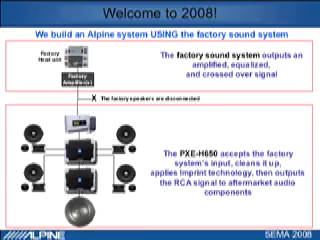 Welcome to 2008!
We build an Alpine system USING the factory sound system
Factory
Head unit
The factory sound system outputs an
amplified, equalized,
and crossed over signal
Factory
Amplifier(s)
X The factory speakers are disconnected
The PXE-H650 accepts the factory
system's input, cleans it up,
applies Imprint technology, then outputs
the RCA signal to aftermarket audio
components
ALPINE
SEMA 2008